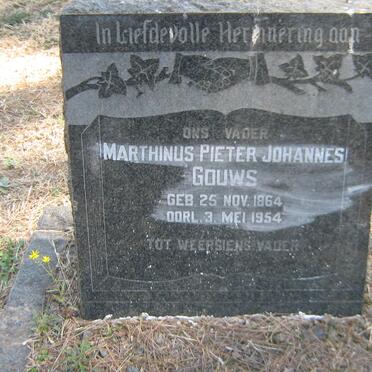 In Liefdevolle Herinnering aan
ONS VADER
MARTHINUS PIETER JOHANNES
GOUWS
GEB. 25 NOV. 1864
OORL. 3. MEI 1954
TOT WEERSIENS VADER